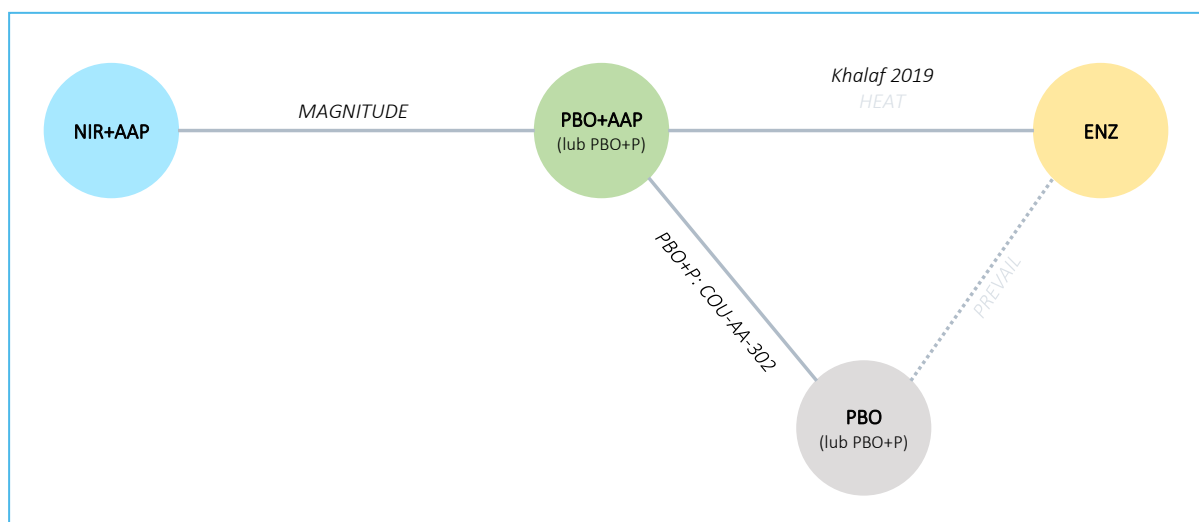 Khalaf 2019
HEAT
MAGNITUDE
NIR+AAP
PBO+AAP
(lub PBO+P)
ENZ
PBO+P: COU-AA-302
PREVAIL
PBO
(lub PBO+P)